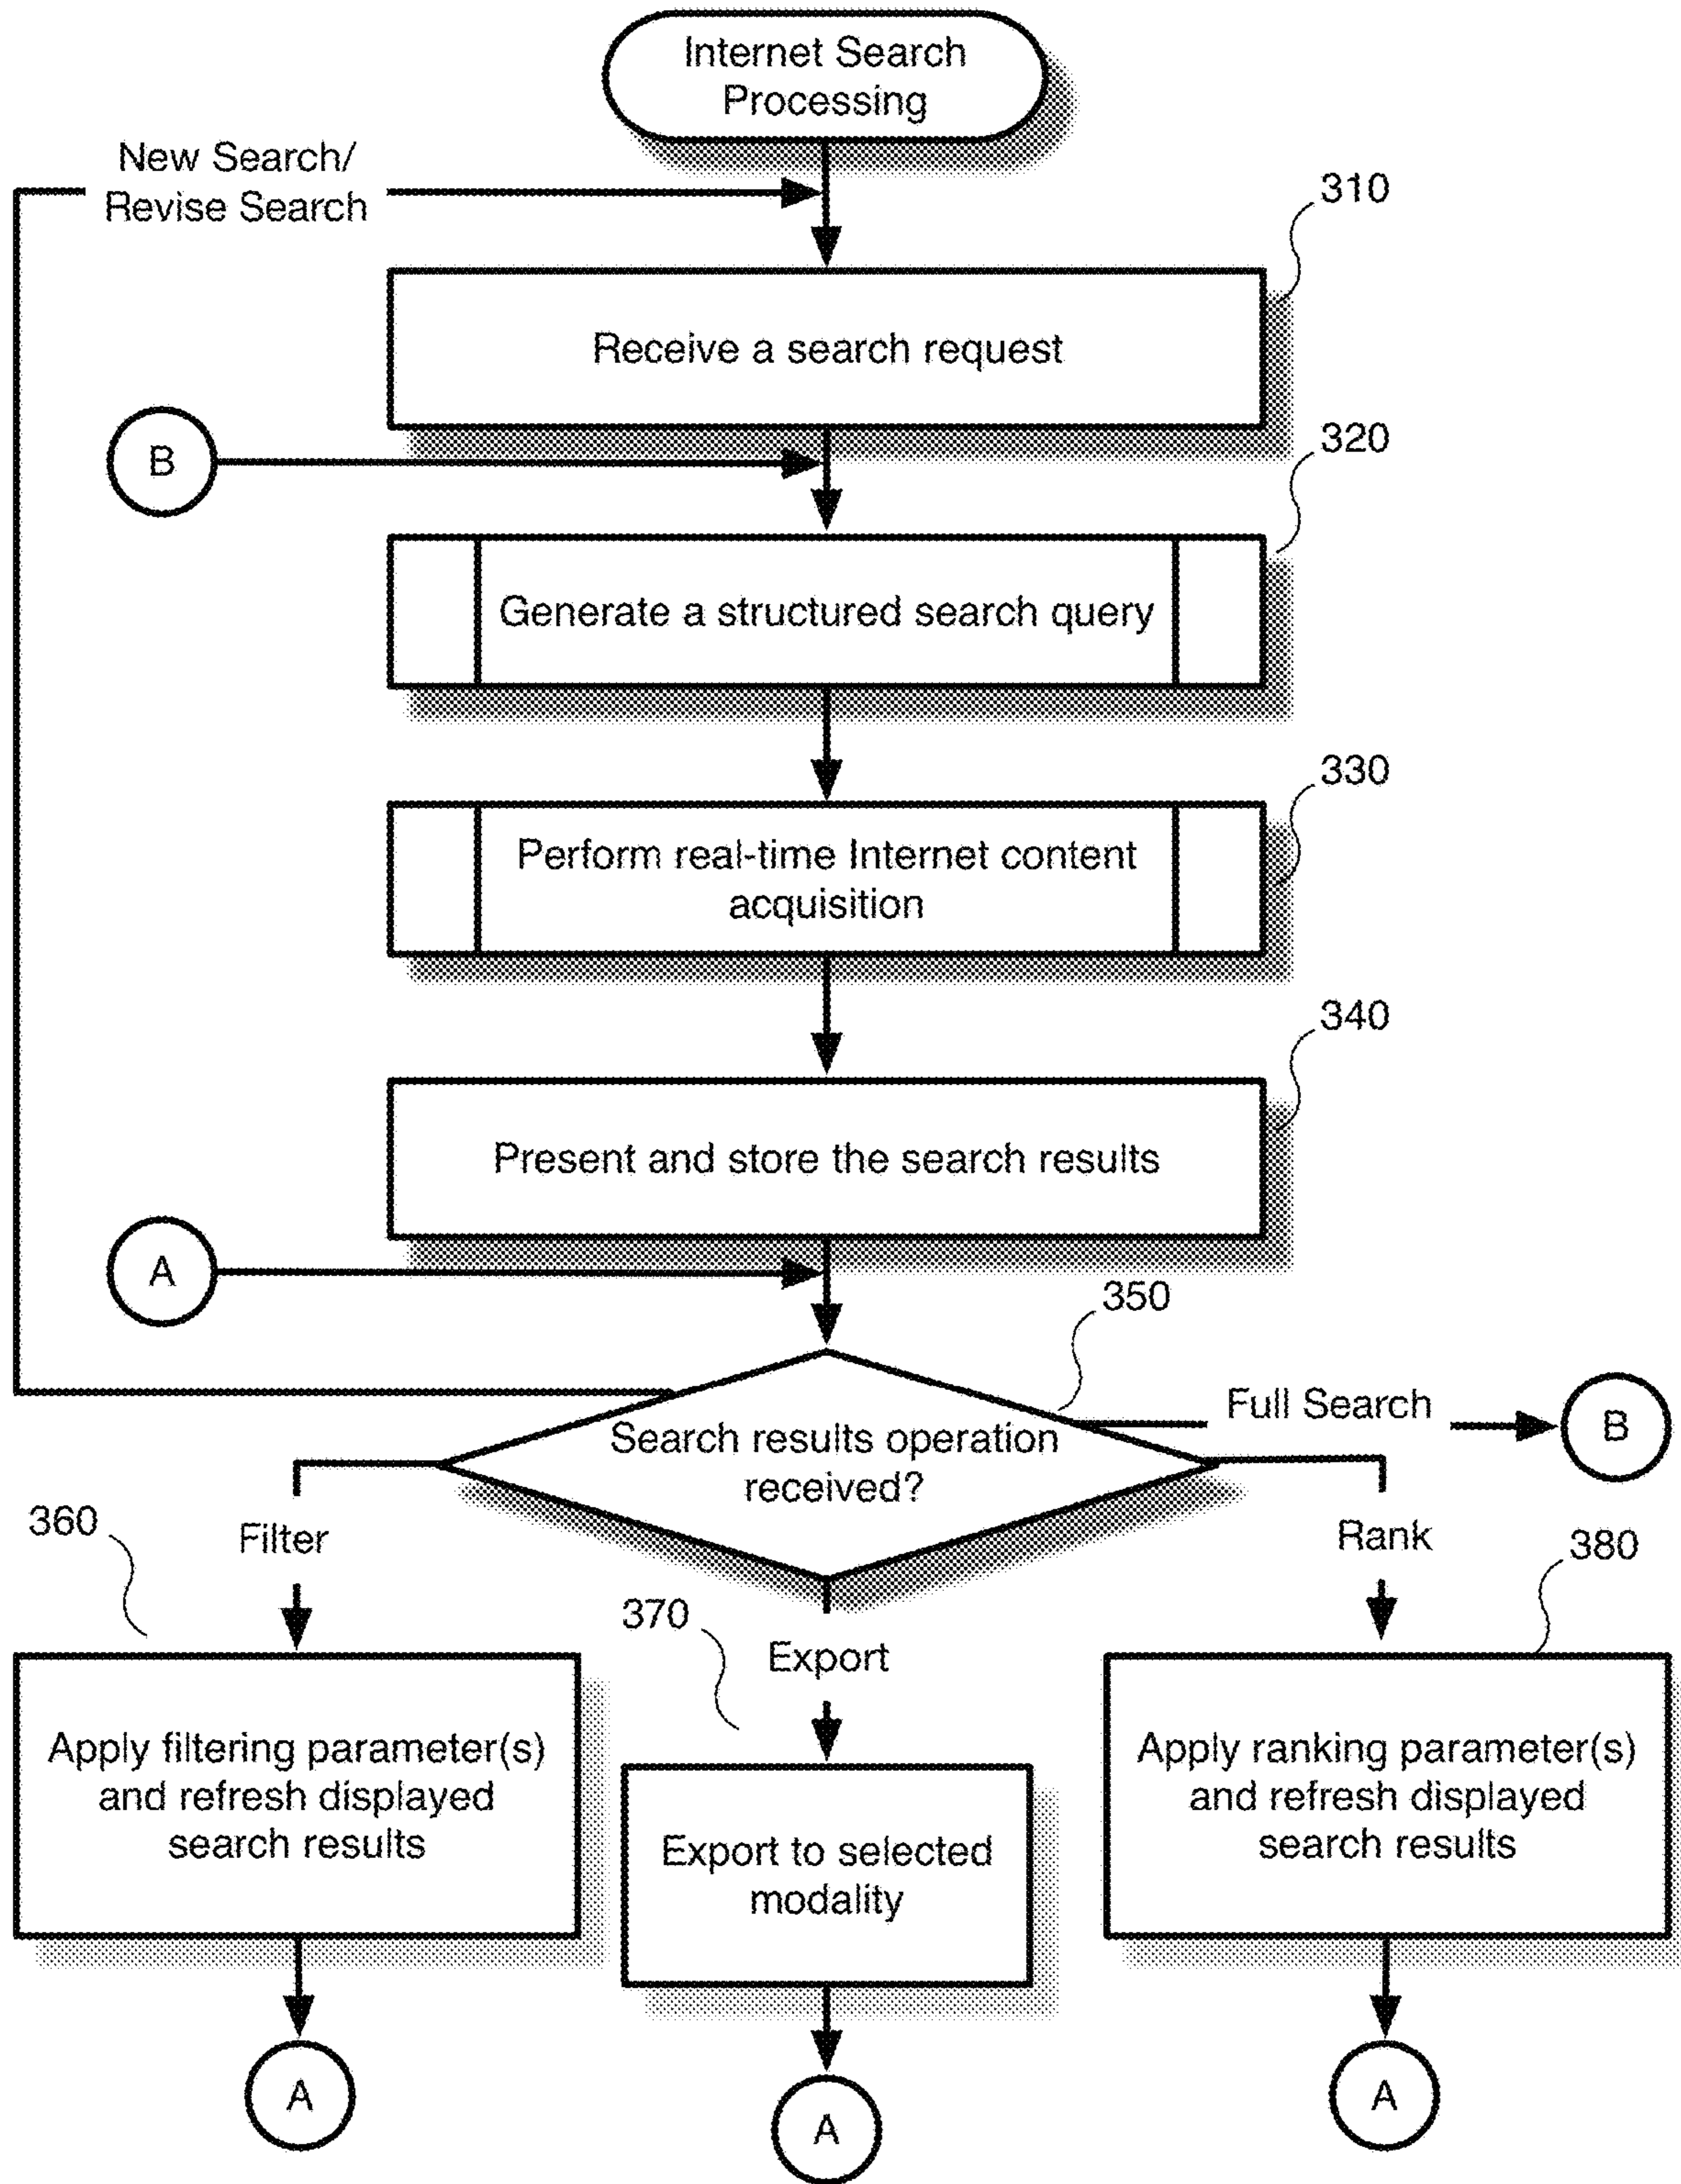 Internet Search
Processing
New Search/
Revise Search
310
Receive a search request
B
320
Generate a structured search query
330
Perform real-time Internet content
acquisition
340
Present and store the search results
A
350
Full Search
B
Search results operation
received?
360
Filter
Rank
380
370
Export
Apply filtering parameter(s)
and refresh displayed
search results
Export to selected
modality
Apply ranking parameter(s)
and refresh displayed
search results
A
A
A